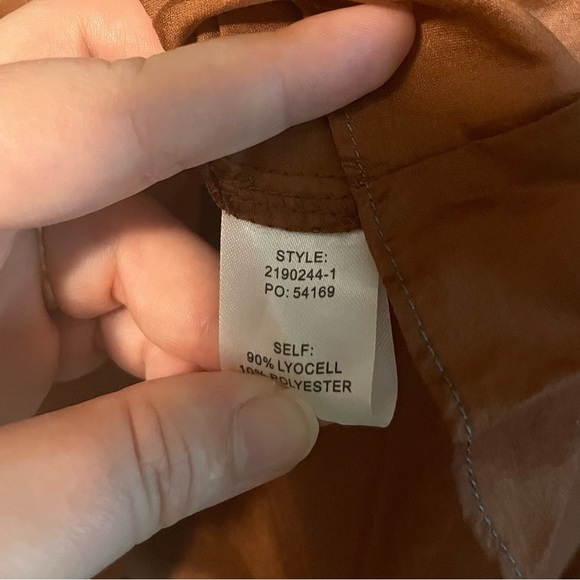 STYLE:
2190244-1
PO: 54169
SELF:
90% LYOCELL
10% POLYESTER